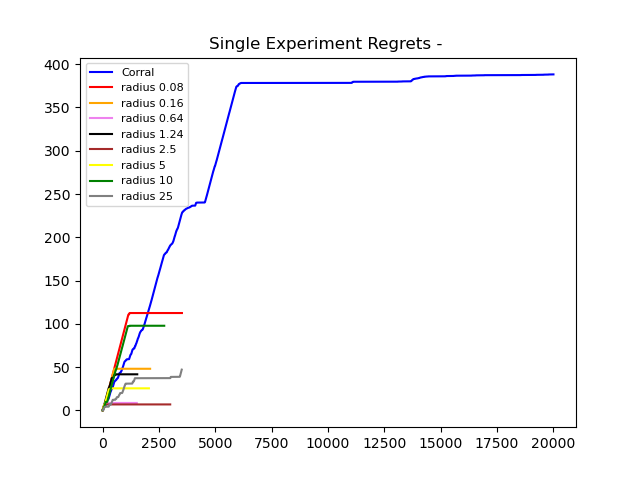 Single Experiment Regrets -
400
350
300
250
200
150
100
50
0
Corral
radius 0.08
radius 0.16
radius 0.64
radius 1.24
radius 2.5
radius 5
radius 10
radius 25
0 2500 5000 7500 10000 12500 15000 17500 20000